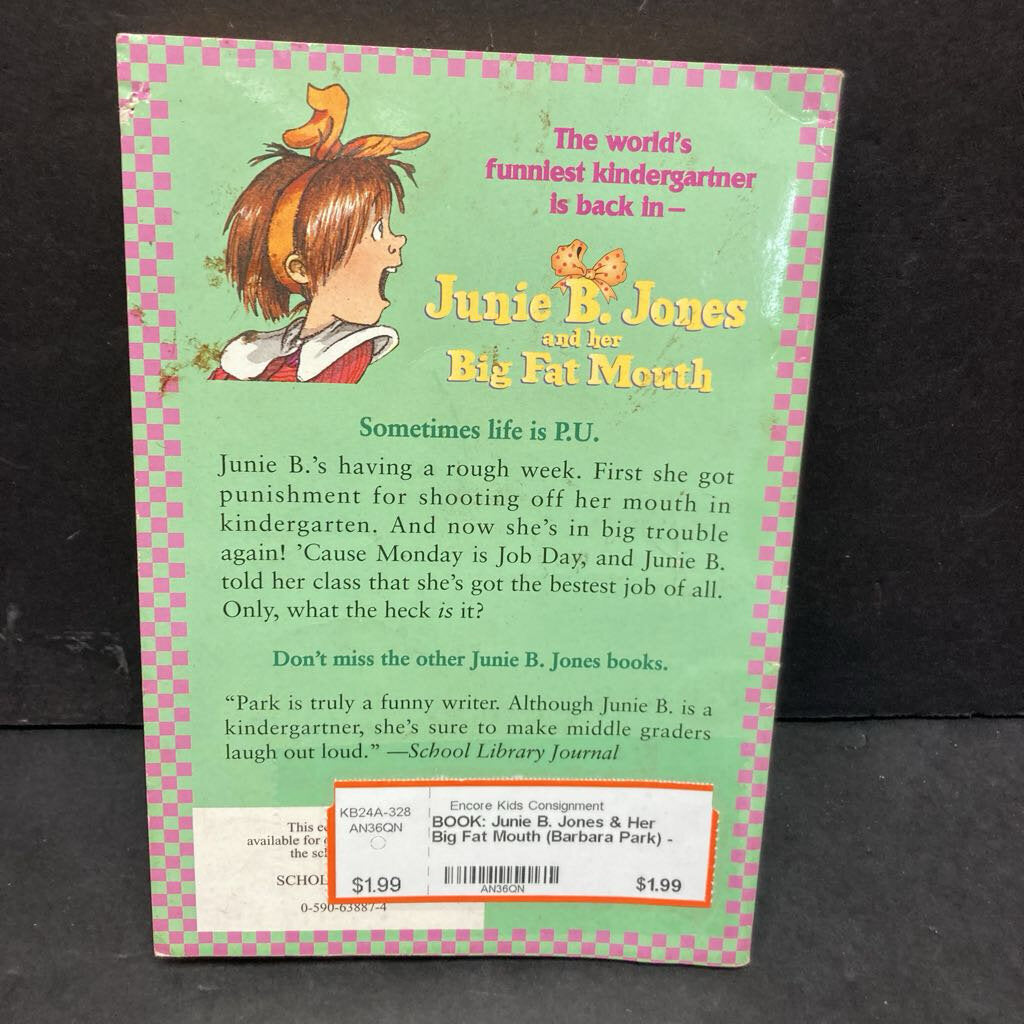 The world's
funniest kindergartner
is back in—
Junie B. Jones
and her
Big Fat Mouth
Sometimes life is P.U.
Junie B.'s having a rough week. First she got
punishment for shooting off her mouth in
kindergarten. And now she's in big trouble
again! 'Cause Monday is Job Day, and Junie B.
told her class that she's got the bestest job of all.
Only, what the heck is it?
Don't miss the other Junie B. Jones books.
"Park is truly a funny writer. Although Junie B. is a
kindergartner, she's sure to make middle graders
laugh out loud." —School Library Journal
This
available for
the
0-590-63887-4
KB24A-328
AN36QN
$1.99
Encore Kids Consignment
BOOK: Junie B. Jones & Her
Big Fat Mouth (Barbara Park) -
AN36QN
$1.99